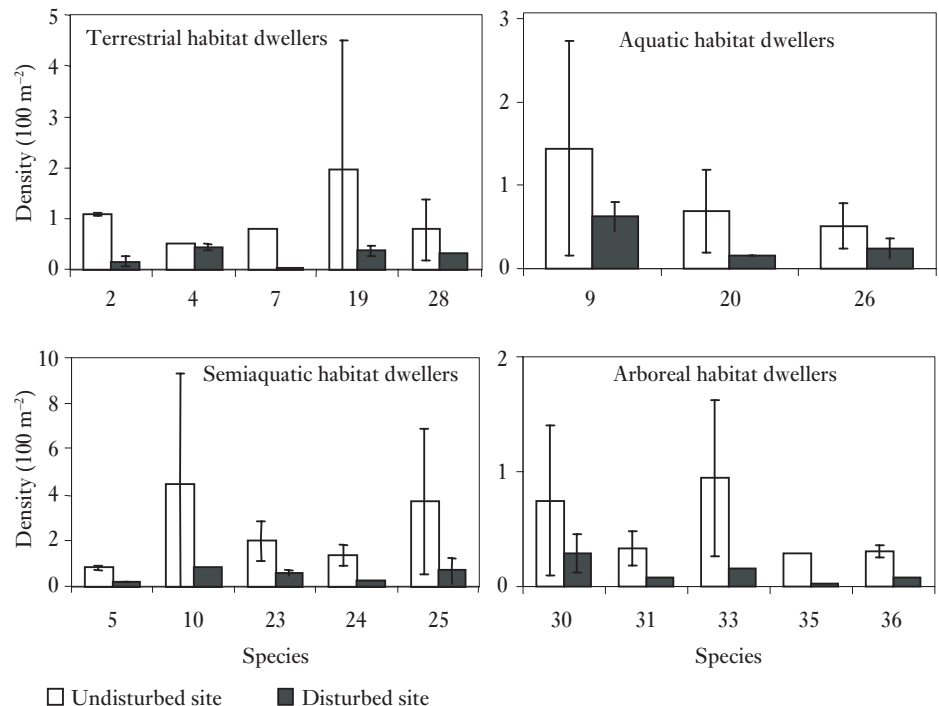 Terrestrial habitat dwellers
Density (100 m⁻²)
5
4
3
2
1
0
2 4 7 19 28
Aquatic habitat dwellers
3
2
1
0
9 20 26
Semiaquatic habitat dwellers
Density (100 m⁻²)
10
8
6
4
2
0
5 10 23 24 25
Species
Arboreal habitat dwellers
2
1
0
30 31 33 35 36
Species
Undisturbed site Disturbed site